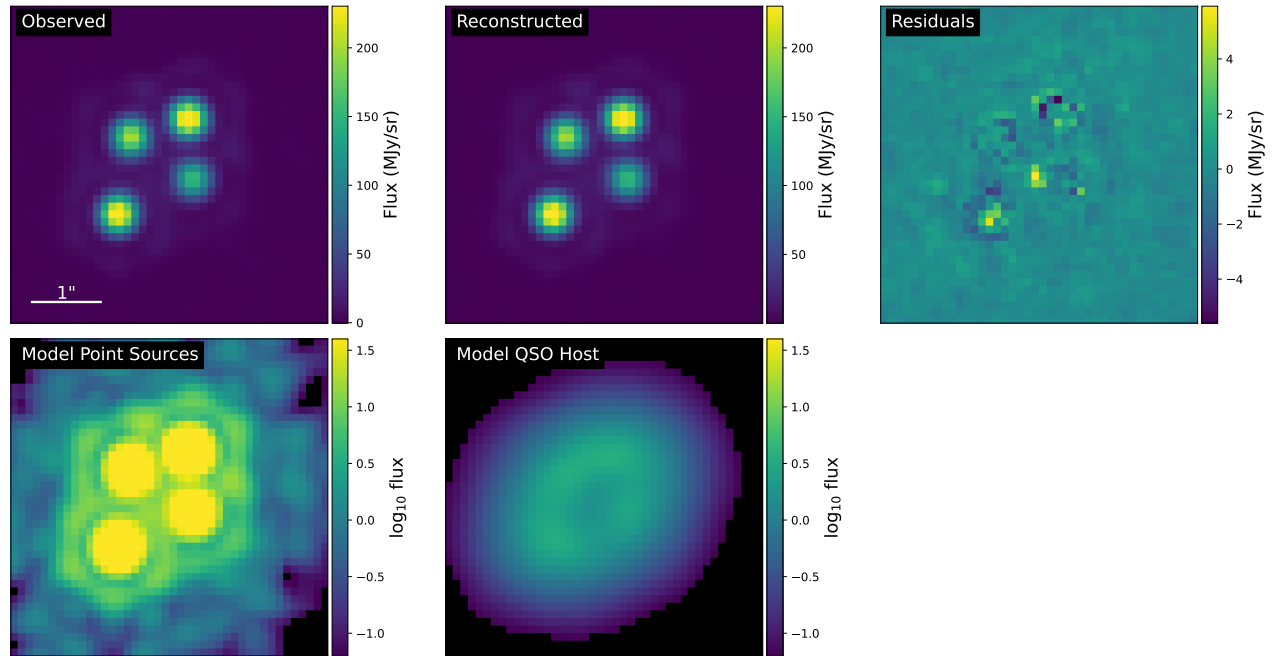 Observed
1"
0
50
100
150
200
Flux (MJy/sr)
Reconstructed
50
100
150
200
Flux (MJy/sr)
Residuals
−4
−2
0
2
4
Flux (MJy/sr)
Model Point Sources
−1.0
−0.5
0.0
0.5
1.0
1.5
log₁₀ flux
Model QSO Host
−1.0
−0.5
0.0
0.5
1.0
1.5
log₁₀ flux